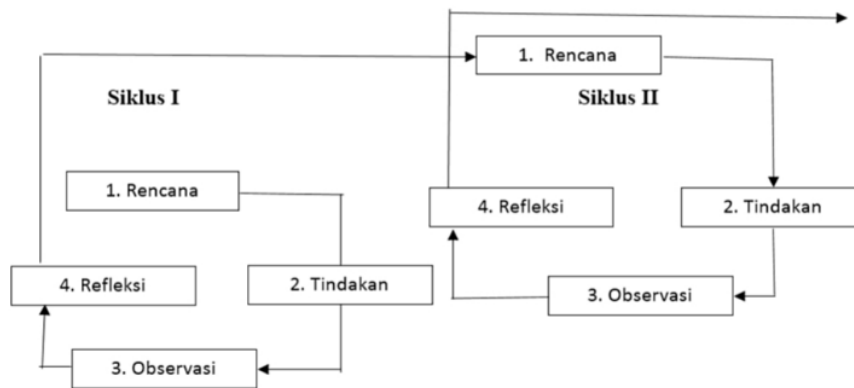 Siklus I
1. Rencana
2. Tindakan
3. Observasi
4. Refleksi
Siklus II
1. Rencana
2. Tindakan
3. Observasi
4. Refleksi